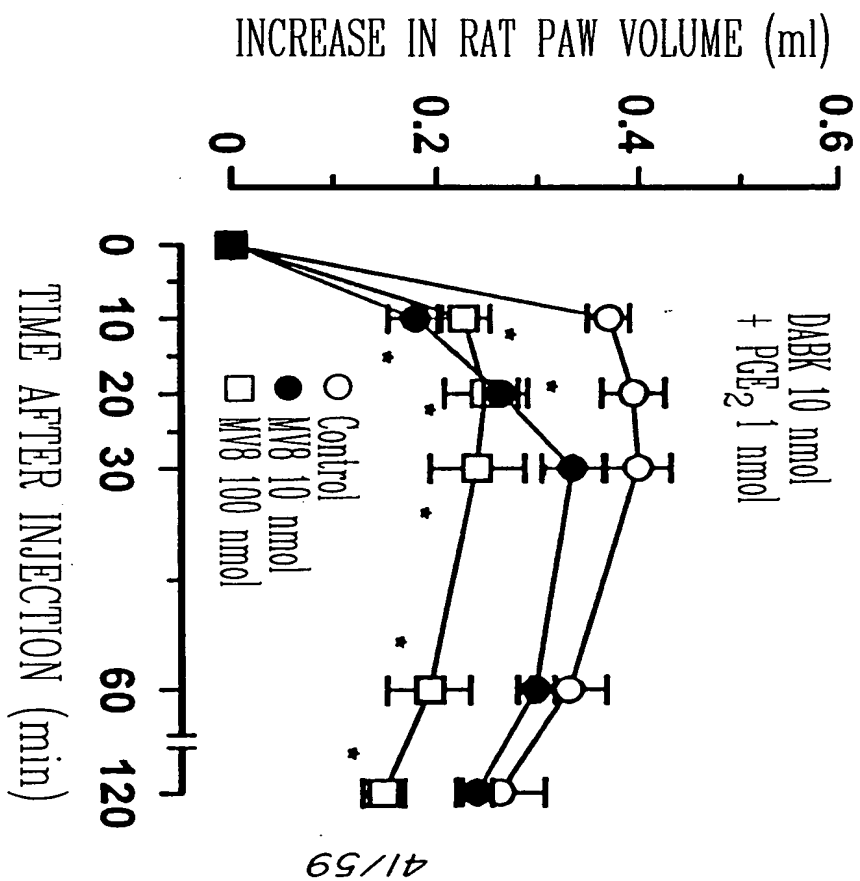 INCREASE IN RAT PAW VOLUME (ml)
0.6
0.4
0.2
0
DABK 10 nmol
+ PGE₂ 1 nmol
Control
MV8 10 nmol
MV8 100 nmol
0 10 20 30 60 120
TIME AFTER INJECTION (min)
41/59